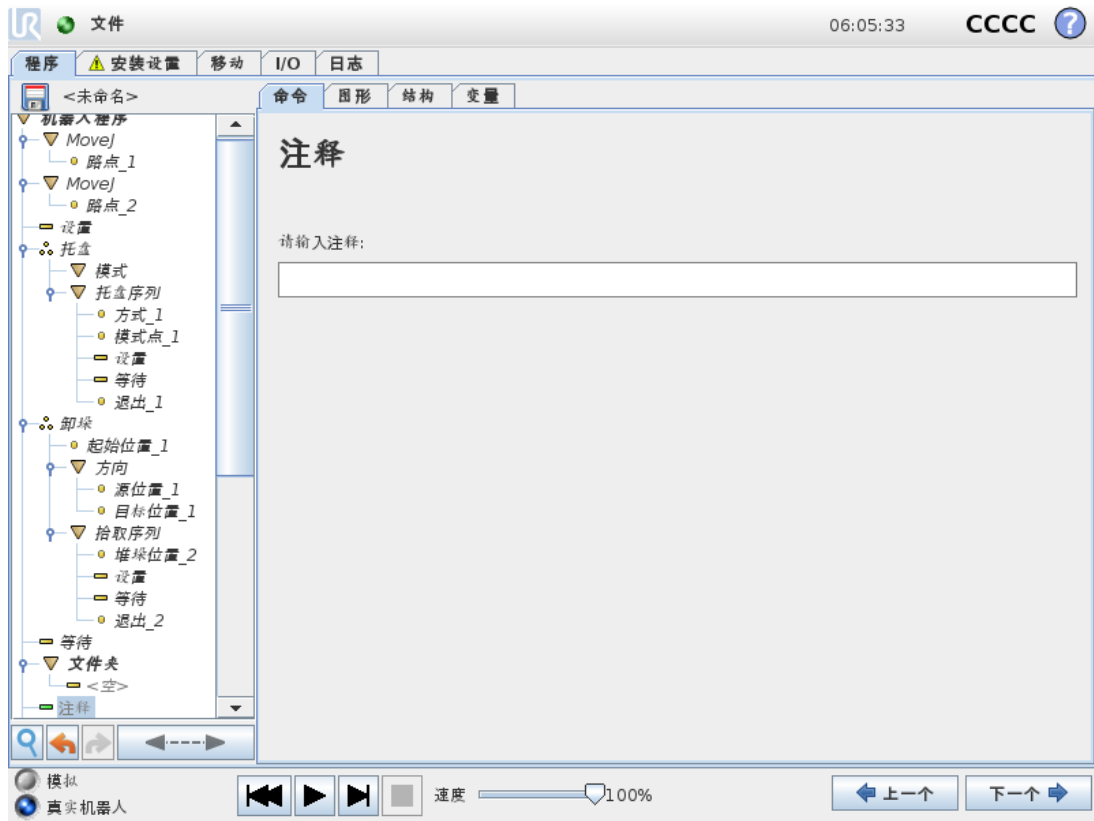 UR 文件 06:05:33 CCCC ?
程序 安装设置 移动 I/O 日志
<未命名> 命令 图形 结构 变量
机器人程序
MoveJ
路点_1
MoveJ
路点_2
设置
托盘
模式
托盘序列
方式_1
模式点_1
设置
等待
退出_1
卸垛
起始位置_1
方向
源位置_1
目标位置_1
拾取序列
堆垛位置_2
设置
等待
退出_2
等待
文件夹
<空>
注释
注释
请输入注释:
模拟
真实机器人
速度 100% 上一个 下一个